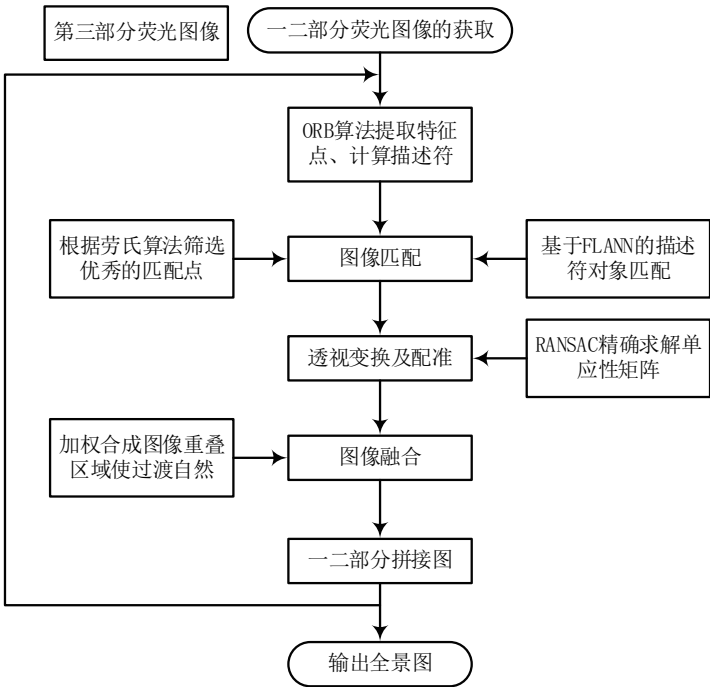 第三部分荧光图像
一二部分荧光图像的获取
ORB算法提取特征
点、计算描述符
根据劳氏算法筛选
优秀的匹配点
图像匹配
基于FLANN的描述
符对象匹配
透视变换及配准
RANSAC精确求解单
应性矩阵
加权合成图像重叠
区域使过渡自然
图像融合
一二部分拼接图
输出全景图